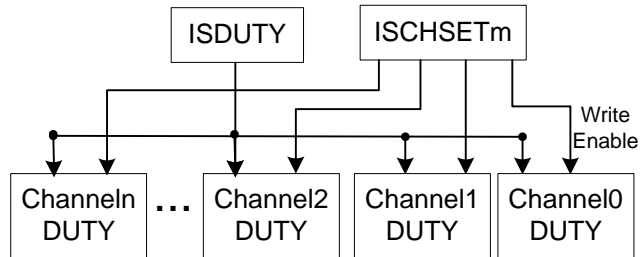 ISDUTY
ISCHSETm
Write
Enable
Channeln
DUTY
...
Channel2
DUTY
Channel1
DUTY
Channel0
DUTY